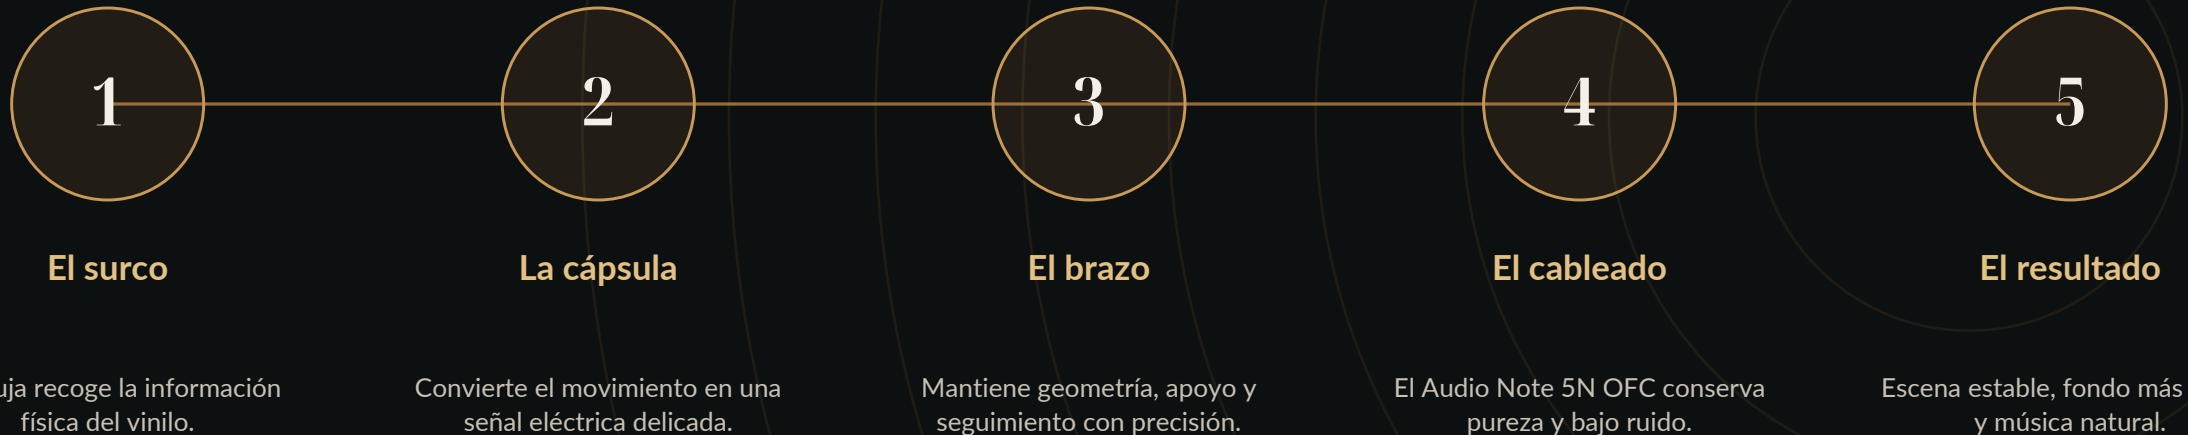 1
2
3
4
5
El surco
La cápsula
El brazo
El cableado
El resultado
recoge la información
física del vinilo.
Convierte el movimiento en una
señal eléctrica delicada.
Mantiene geometría, apoyo y
seguimiento con precisión.
El Audio Note 5N OFC conserva
pureza y bajo ruido.
Escena estable, fondo más
y música natural.